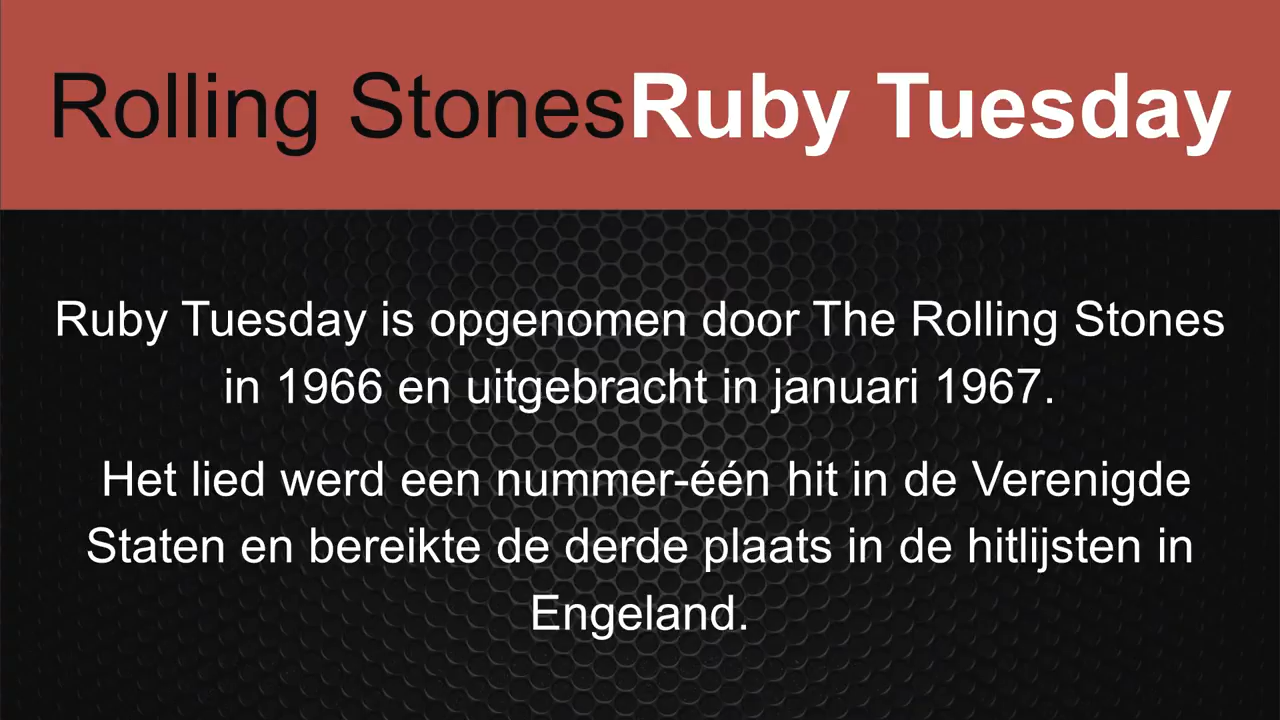 Rolling StonesRuby Tuesday
Ruby Tuesday is opgenomen door The Rolling Stones
in 1966 en uitgebracht in januari 1967.
Het lied werd een nummer-één hit in de Verenigde
Staten en bereikte de derde plaats in de hitlijsten in
Engeland.